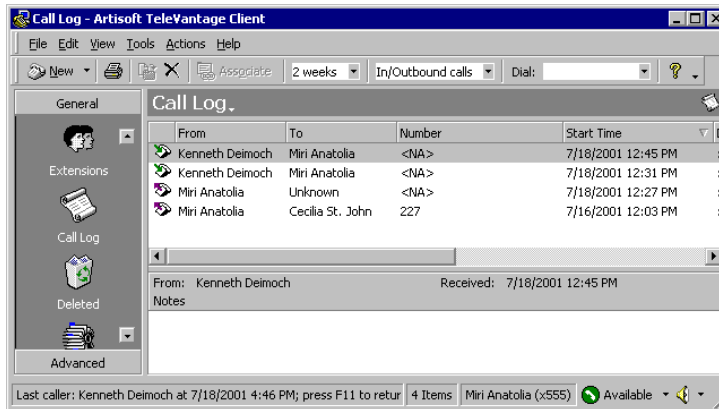 Call Log - Artisoft TeleVantage Client
File Edit View Tools Actions Help
New Associate 2 weeks In/Outbound calls Dial:
General
Call Log
From To Number Start Time
Kenneth Deimoch Miri Anatolia <NA> 7/18/2001 12:45 PM
Kenneth Deimoch Miri Anatolia <NA> 7/18/2001 12:31 PM
Miri Anatolia Unknown <NA> 7/18/2001 12:27 PM
Miri Anatolia Cecilia St. John 227 7/16/2001 12:03 PM
Extensions
Call Log
Deleted
Advanced
From: Kenneth Deimoch Received: 7/18/2001 12:45 PM
Notes
Last caller: Kenneth Deimoch at 7/18/2001 4:46 PM; press F11 to retur 4 Items Miri Anatolia (x555) Available